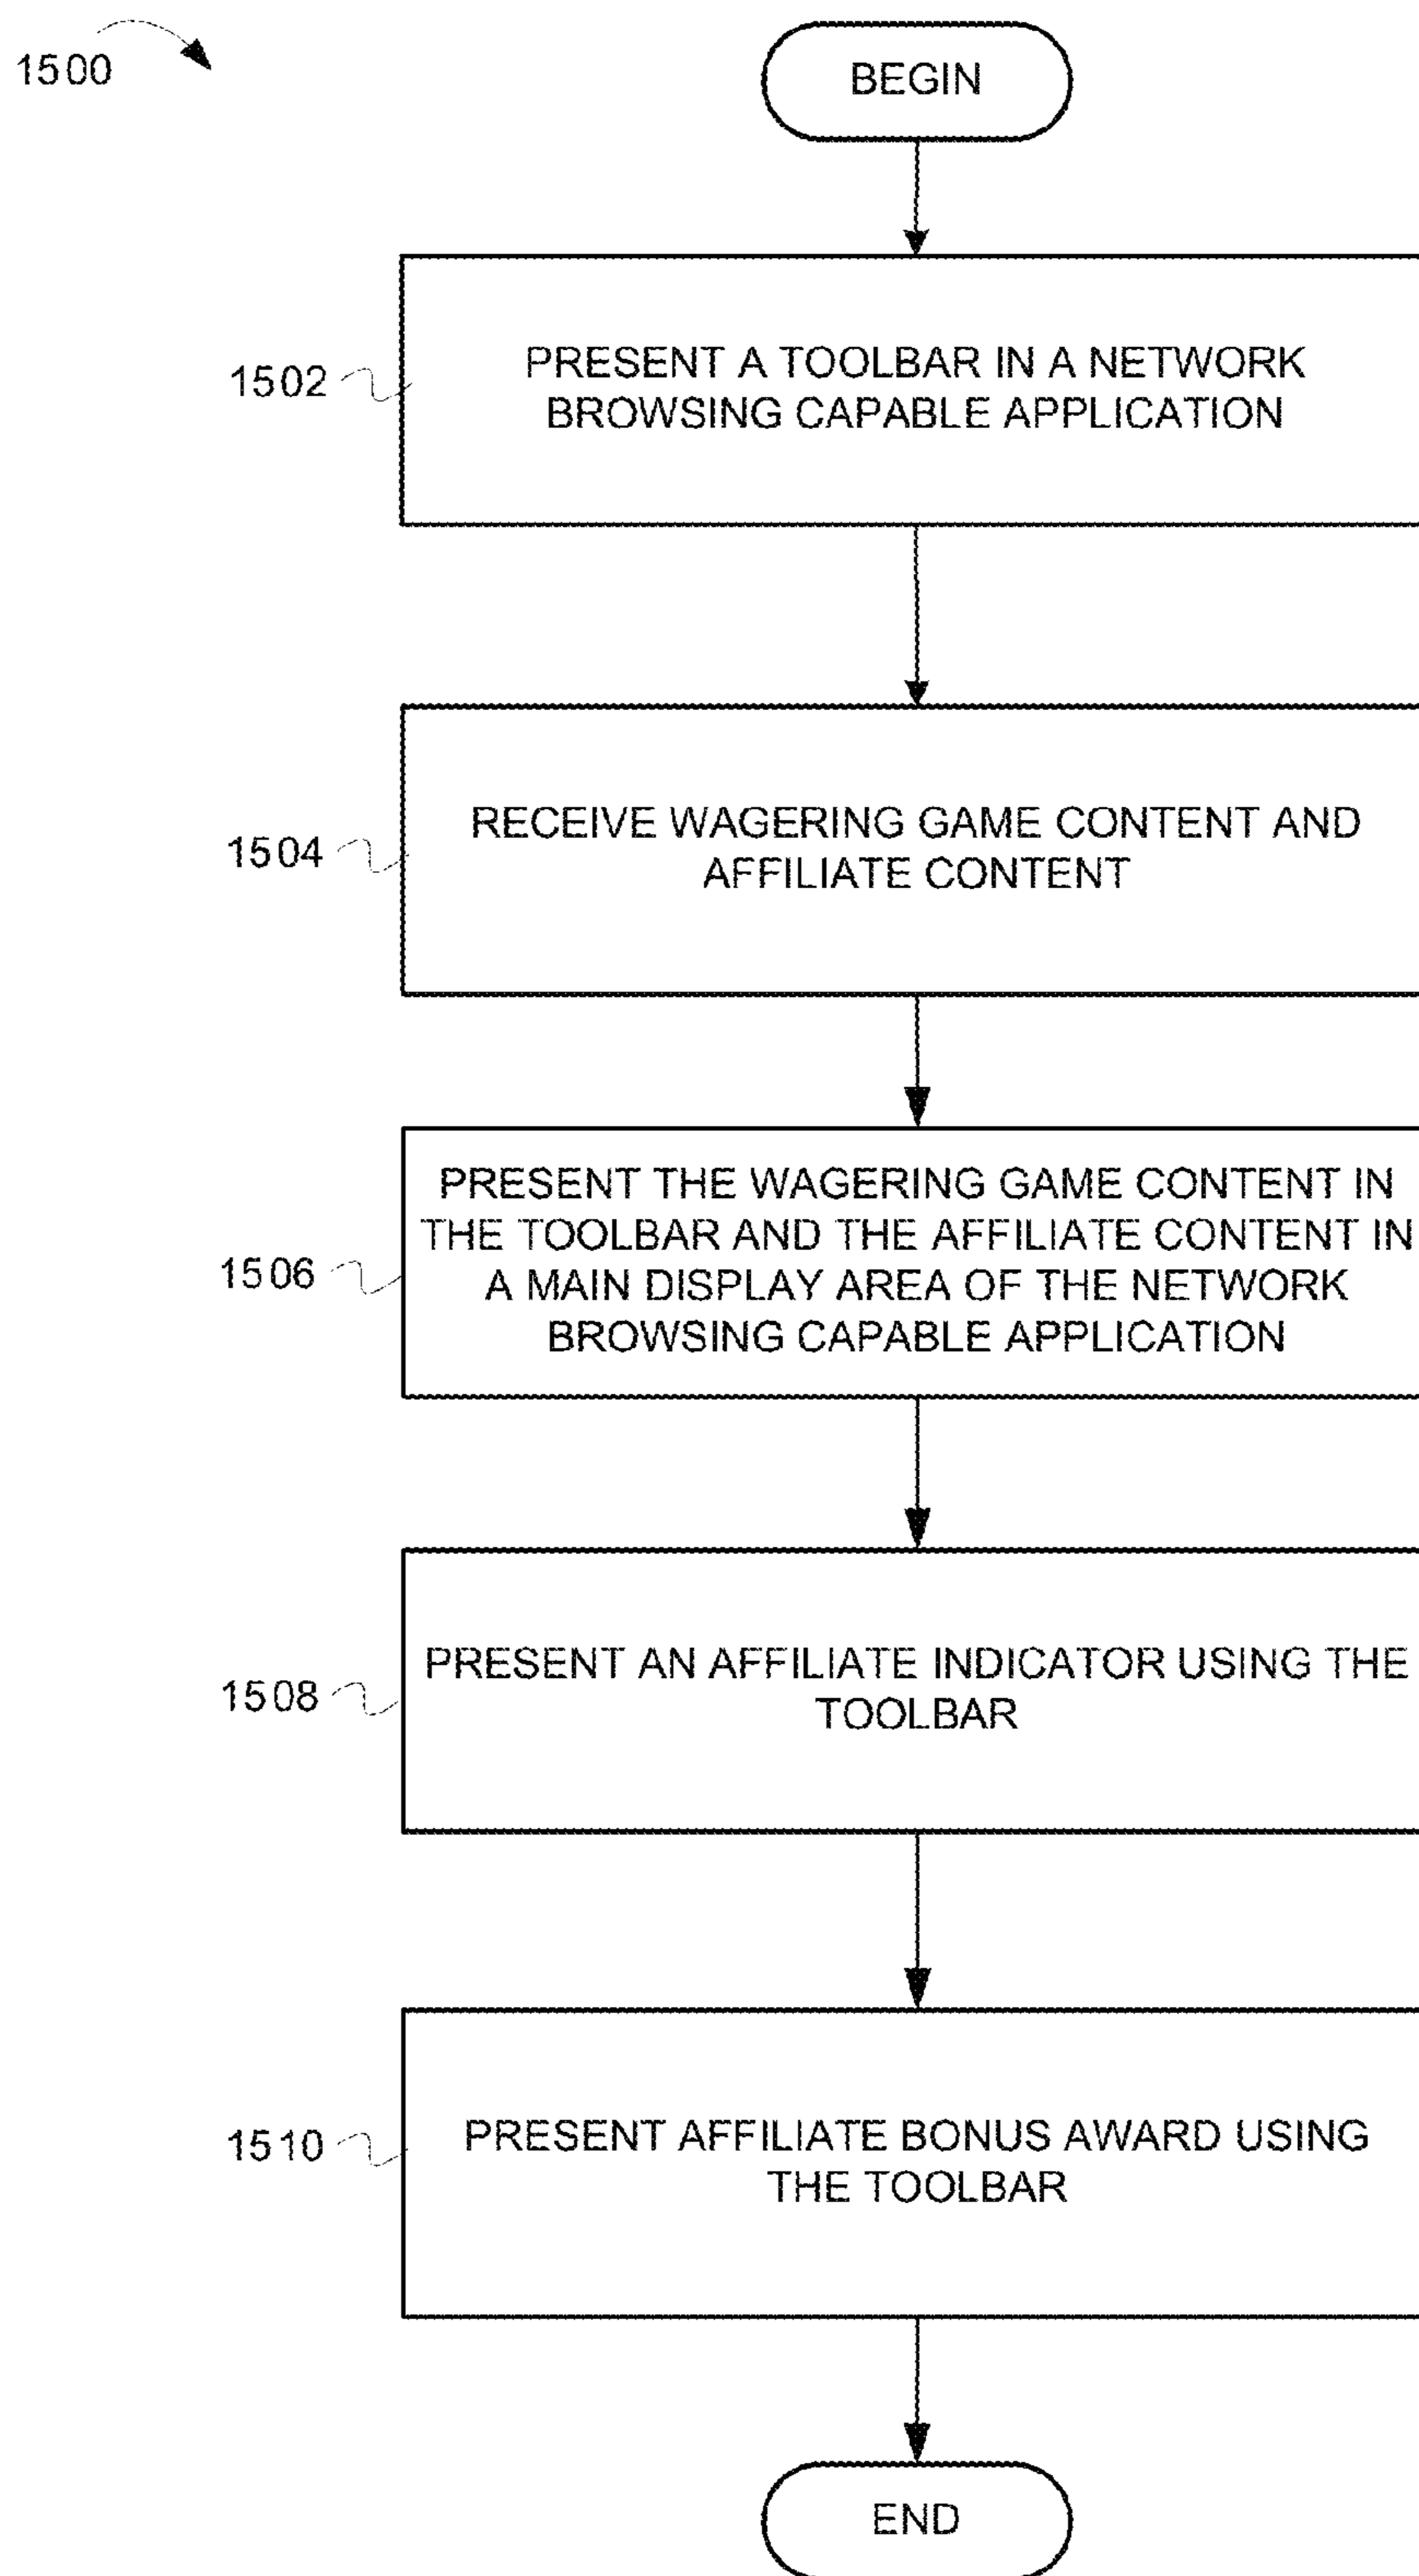 1500
BEGIN
1502
PRESENT A TOOLBAR IN A NETWORK
BROWSING CAPABLE APPLICATION
1504
RECEIVE WAGERING GAME CONTENT AND
AFFILIATE CONTENT
1506
PRESENT THE WAGERING GAME CONTENT IN
THE TOOLBAR AND THE AFFILIATE CONTENT IN
A MAIN DISPLAY AREA OF THE NETWORK
BROWSING CAPABLE APPLICATION
1508
PRESENT AN AFFILIATE INDICATOR USING THE
TOOLBAR
1510
PRESENT AFFILIATE BONUS AWARD USING
THE TOOLBAR
END